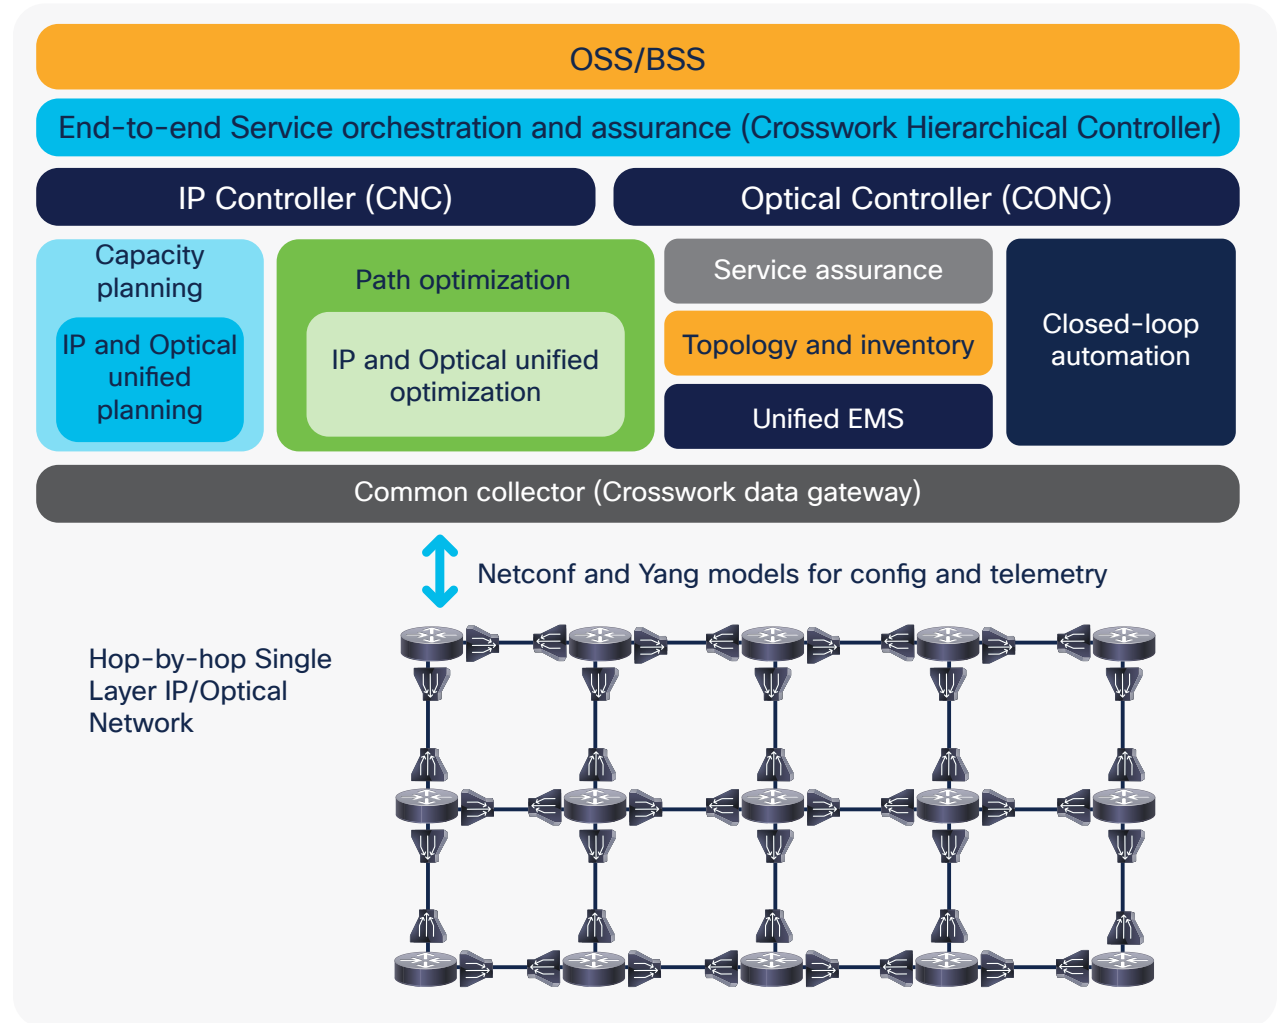 OSS/BSS
End-to-end Service orchestration and assurance (Crosswork Hierarchical Controller)
IP Controller (CNC)
Optical Controller (CONC)
Capacity
planning
IP and Optical
unified
planning
Path optimization
IP and Optical unified
optimization
Service assurance
Topology and inventory
Unified EMS
Closed-loop
automation
Common collector (Crosswork data gateway)
Netconf and Yang models for config and telemetry
Hop-by-hop Single
Layer IP/Optical
Network